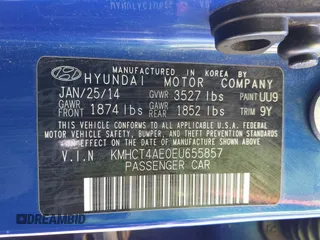 MANUFACTURED IN KOREA BY
HYUNDAI MOTOR COMPANY
JAN/25/14 GVWR 3527 lbs PAINT UU9
GAWR FRONT 1874 lbs GAWR REAR 1852 lbs TRIM 9Y
THIS VEHICLE CONFORMS TO ALL APPLICABLE
FEDERAL MOTOR VEHICLE SAFETY, BUMPER, AND
THEFT PREVENTION STANDARDS IN EFFECT ON THE
DATE OF MANUFACTURE SHOWN ABOVE.
V.I.N KMHCT4AE0EU655857
PASSENGER CAR
DREAMBID